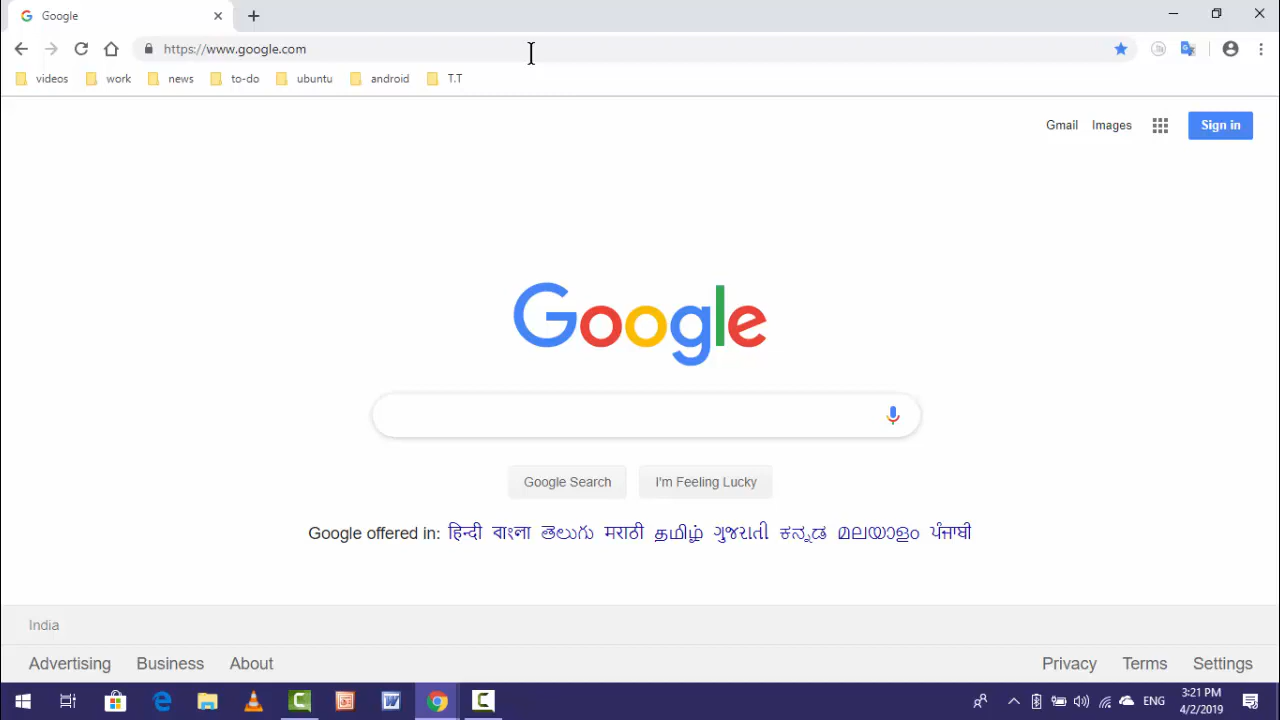 Google
https://www.google.com
videos work news to-do ubuntu android T.T
Gmail Images Sign in
Google
Google Search I'm Feeling Lucky
Google offered in: हिन्दी বাংলা తెలుగు मराठी தமிழ் ગુજરાતી ಕನ್ನಡ മലയാളം ਪੰਜਾਬੀ
India
Advertising Business About Privacy Terms Settings
ENG 3:21 PM
4/2/2019